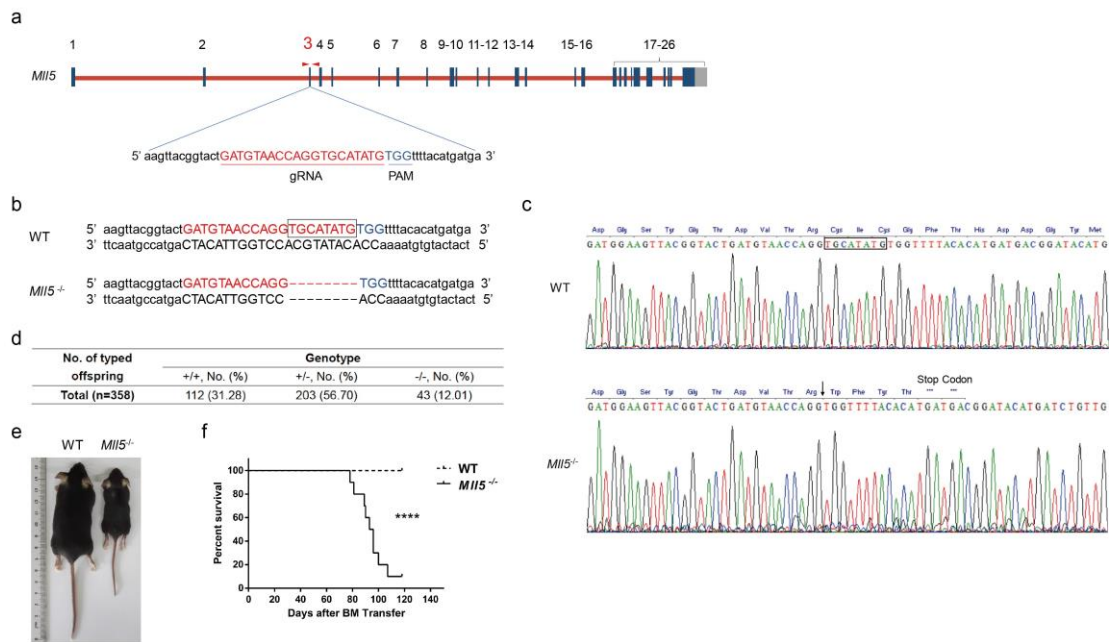 a
1 2 3 4 5 6 7 8 9-10 11-12 13-14 15-16 17-26
Mll5
5' aagttacggtactGATGTAACCAGGTGCATATGTGGttttacatgatga 3'
gRNA PAM
b
WT
5' aagttacggtactGATGTAACCAGGTGCATATGTGGttttacacatgatga 3'
3' ttcaatgccatgaCTACATTGGTCCACGTATACACCaaaatgtgtactact 5'
Mll5 -/-
5' aagttacggtactGATGTAACCAGG-------TGGttttacacatgatga 3'
3' ttcaatgccatgaCTACATTGGTCC -------ACCaaaatgtgtactact 5'
c
Asp Gly Ser Tyr Gly Thr Asp Val Thr Arg Cys Ile Cys Gly Phe Thr His Asp Asp Gly Tyr Met
GATGGAAGTTACGGTACTGATGTAACCAGGTGCATATGTGGTTTTACACATGATGACGGATACATG
WT
Stop Codon
Asp Gly Ser Tyr Gly Thr Asp Val Thr Arg Trp Phe Tyr Thr *** ***
GATGGAAGTTACGGTACTGATGTAACCAGGTGGTTTTACACATGATGACGGATACATGATCTGTTG
Mll5-/-
d
No. of typed offspring
Genotype
+/+, No. (%) +/-, No. (%) -/-, No. (%)
Total (n=358) 112 (31.28) 203 (56.70) 43 (12.01)
e
WT Mll5-/-
f
WT
Mll5 -/-
****
Percent survival
100
80
60
40
20
0
0 20 40 60 80 100 120 140
Days after BM Transfer